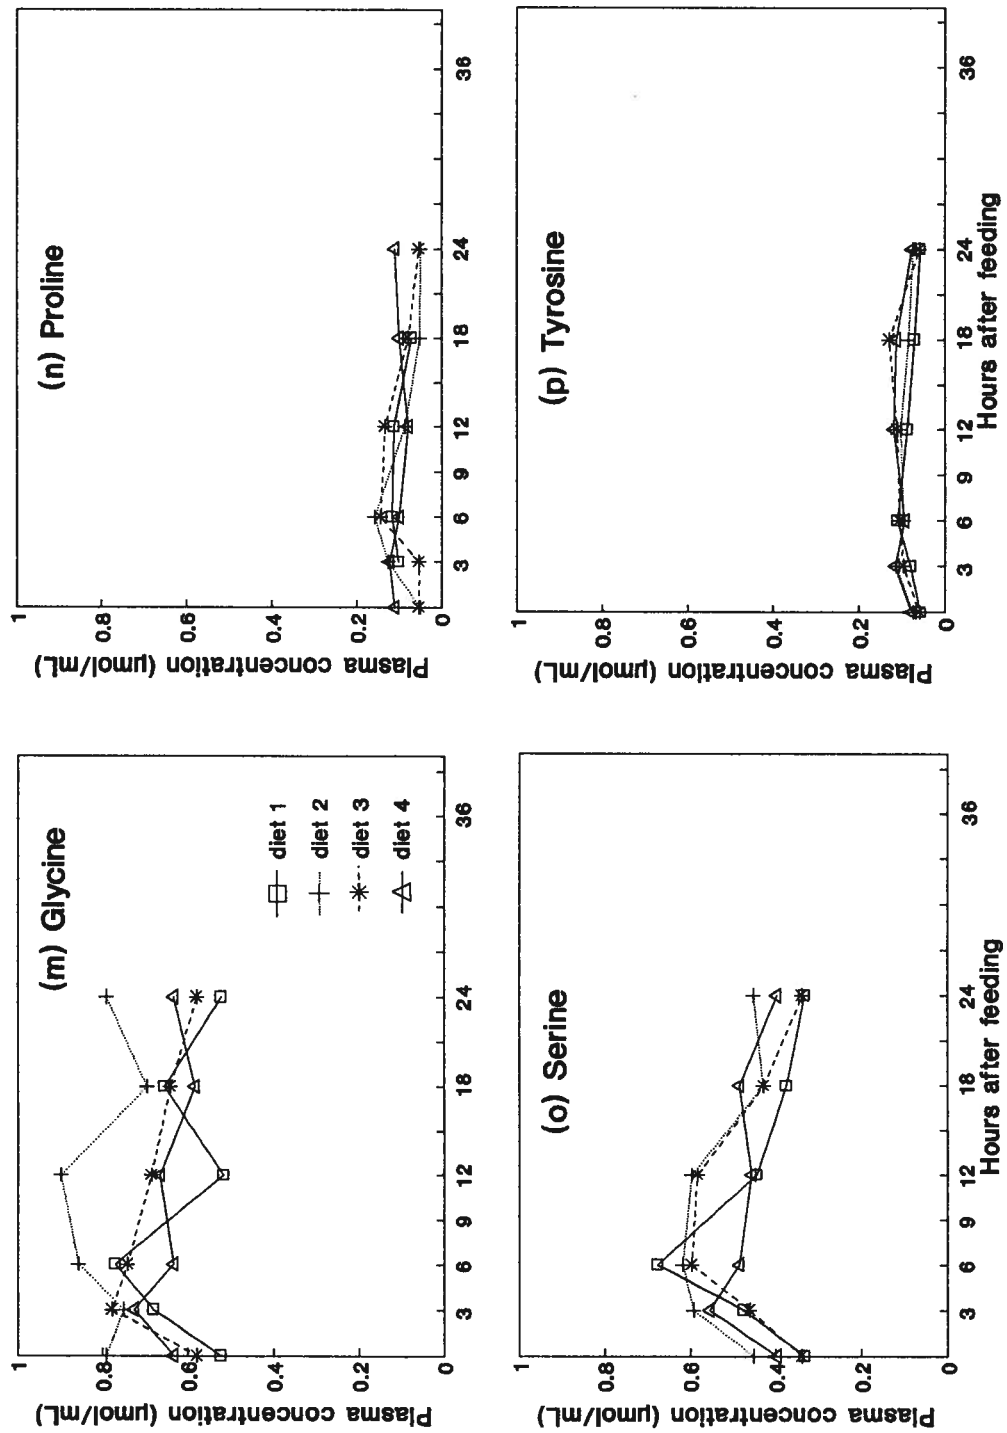 (m) Glycine
Plasma concentration (µmol/mL)
1
0.8
0.6
0.4
0.2
0
3 6 9 12 18 24 36
diet 1
diet 2
diet 3
diet 4
(n) Proline
Plasma concentration (µmol/mL)
1
0.8
0.6
0.4
0.2
0
3 6 9 12 18 24 36
(o) Serine
Plasma concentration (µmol/mL)
1
0.8
0.6
0.4
0.2
0
3 6 9 12 18 24 36
Hours after feeding
(p) Tyrosine
Plasma concentration (µmol/mL)
1
0.8
0.6
0.4
0.2
0
3 6 9 12 18 24 36
Hours after feeding